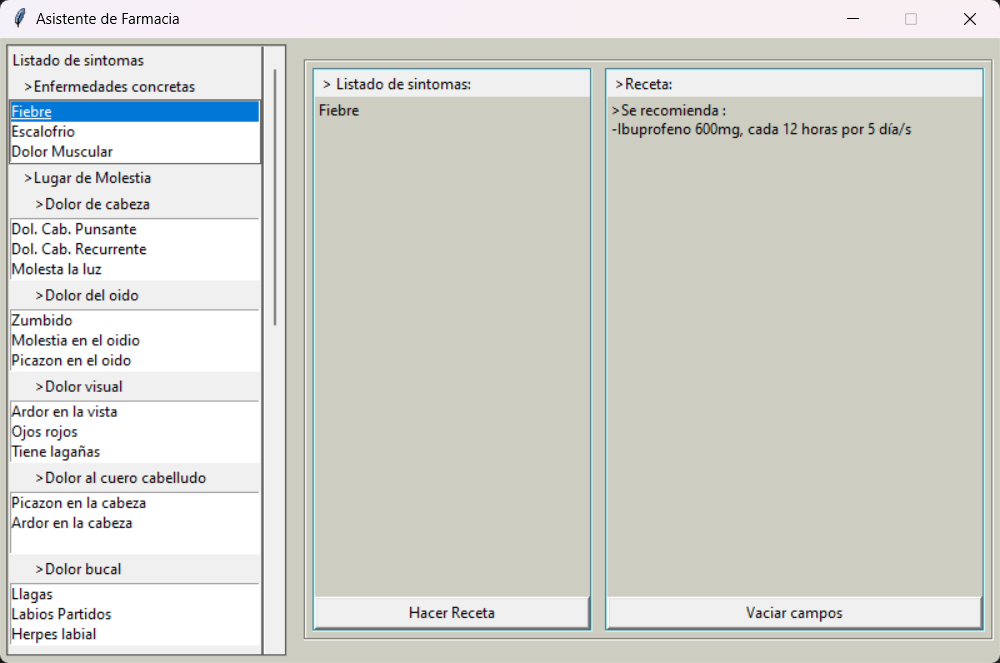 Asistente de Farmacia
Listado de sintomas
>Enfermedades concretas
Fiebre
Escalofrio
Dolor Muscular
>Lugar de Molestia
>Dolor de cabeza
Dol. Cab. Punsante
Dol. Cab. Recurrente
Molesta la luz
>Dolor del oido
Zumbido
Molestia en el oidio
Picazon en el oido
>Dolor visual
Ardor en la vista
Ojos rojos
Tiene lagañas
>Dolor al cuero cabelludo
Picazon en la cabeza
Ardor en la cabeza
>Dolor bucal
Llagas
Labios Partidos
Herpes labial
> Listado de sintomas:
Fiebre
Hacer Receta
>Receta:
>Se recomienda :
-Ibuprofeno 600mg, cada 12 horas por 5 día/s
Vaciar campos